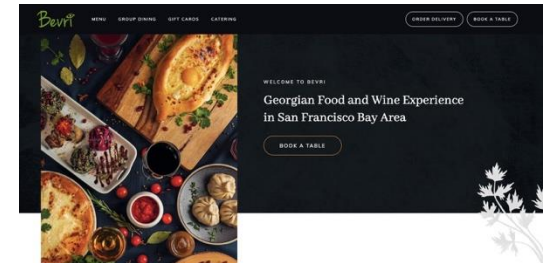 Bevri
MENU GROUP DINING GIFT CARDS CATERING
ORDER DELIVERY BOOK A TABLE
WELCOME TO BEVRI
Georgian Food and Wine Experience
in San Francisco Bay Area
BOOK A TABLE